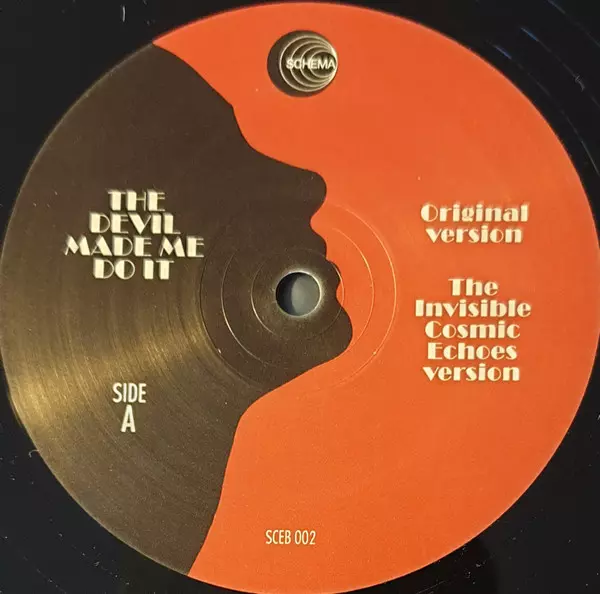 SCHEMA
THE
DEVIL
MADE ME
DO IT
SIDE
A
Original
version
The
Invisible
Cosmic
Echoes
version
SCEB 002